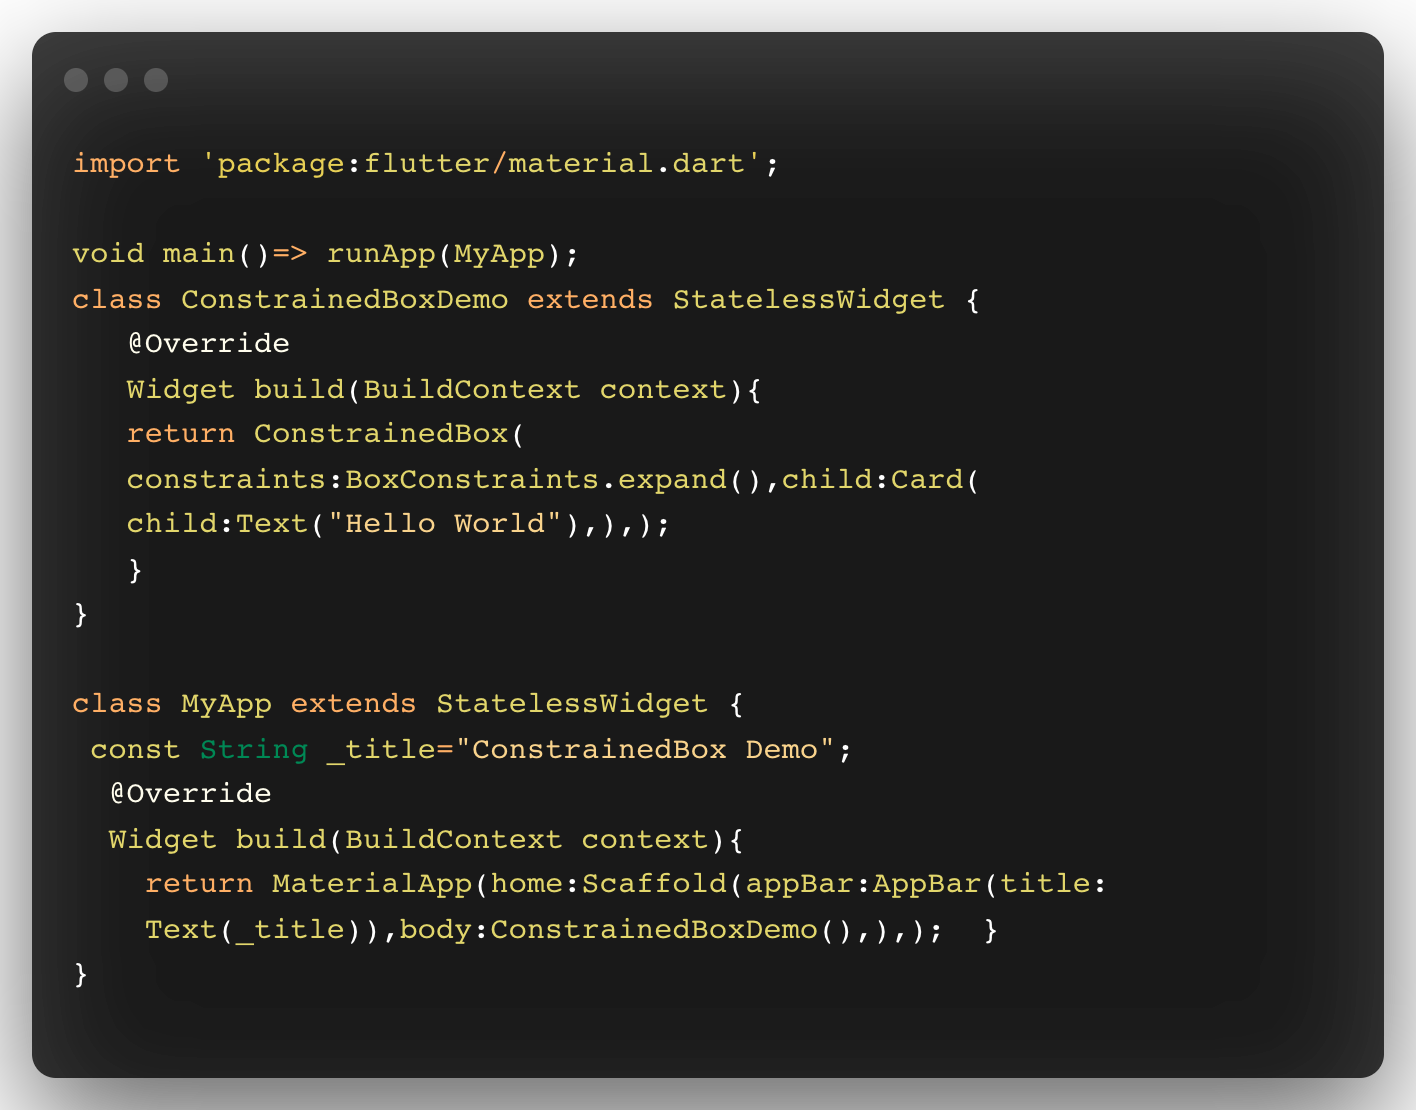 import 'package:flutter/material.dart';
void main()=> runApp(MyApp);
class ConstrainedBoxDemo extends StatelessWidget {
@Override
Widget build(BuildContext context){
return ConstrainedBox(
constraints:BoxConstraints.expand(),child:Card(
child:Text("Hello World"),),);
}
}
class MyApp extends StatelessWidget {
const String _title="ConstrainedBox Demo";
@Override
Widget build(BuildContext context){
return MaterialApp(home:Scaffold(appBar:AppBar(title:
Text(_title)),body:ConstrainedBoxDemo(),),);  }
}